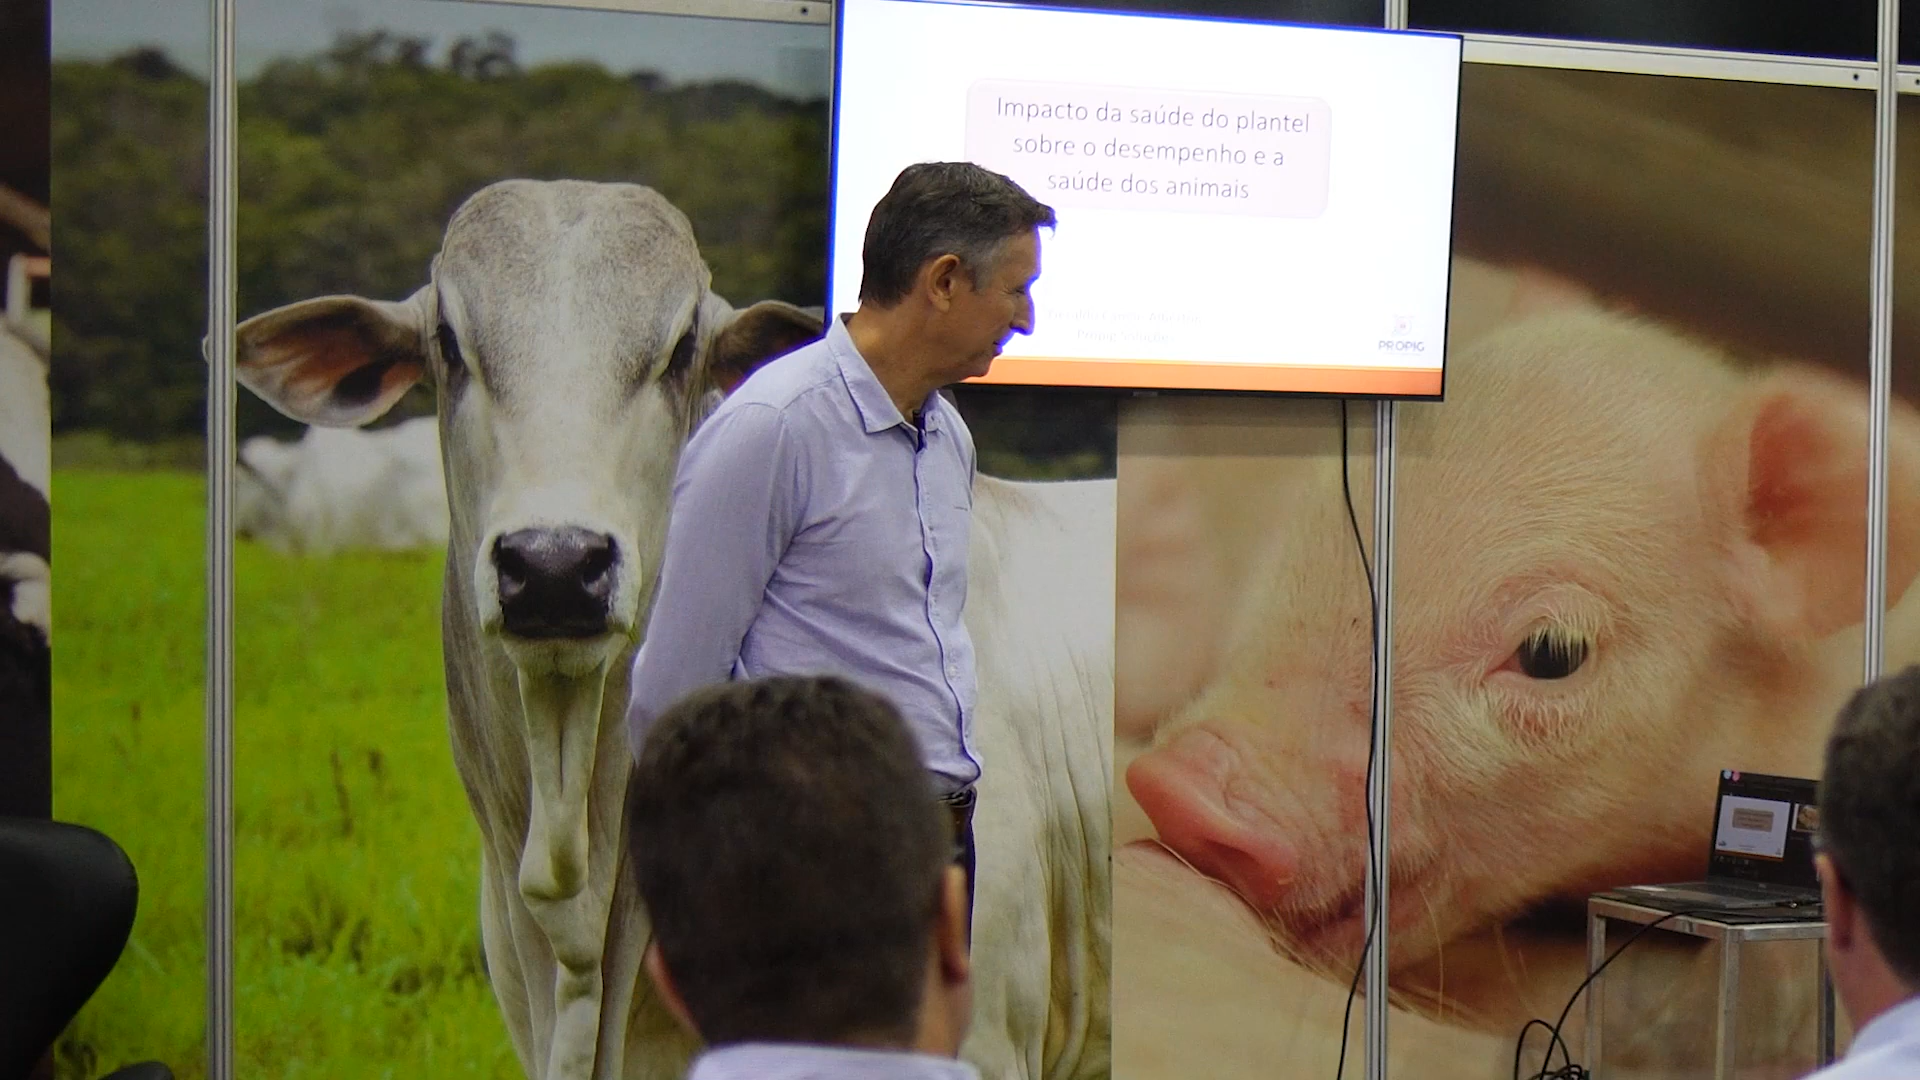 Impacto da saúde do plantel
sobre o desempenho e a
saúde dos animais
PROPIG